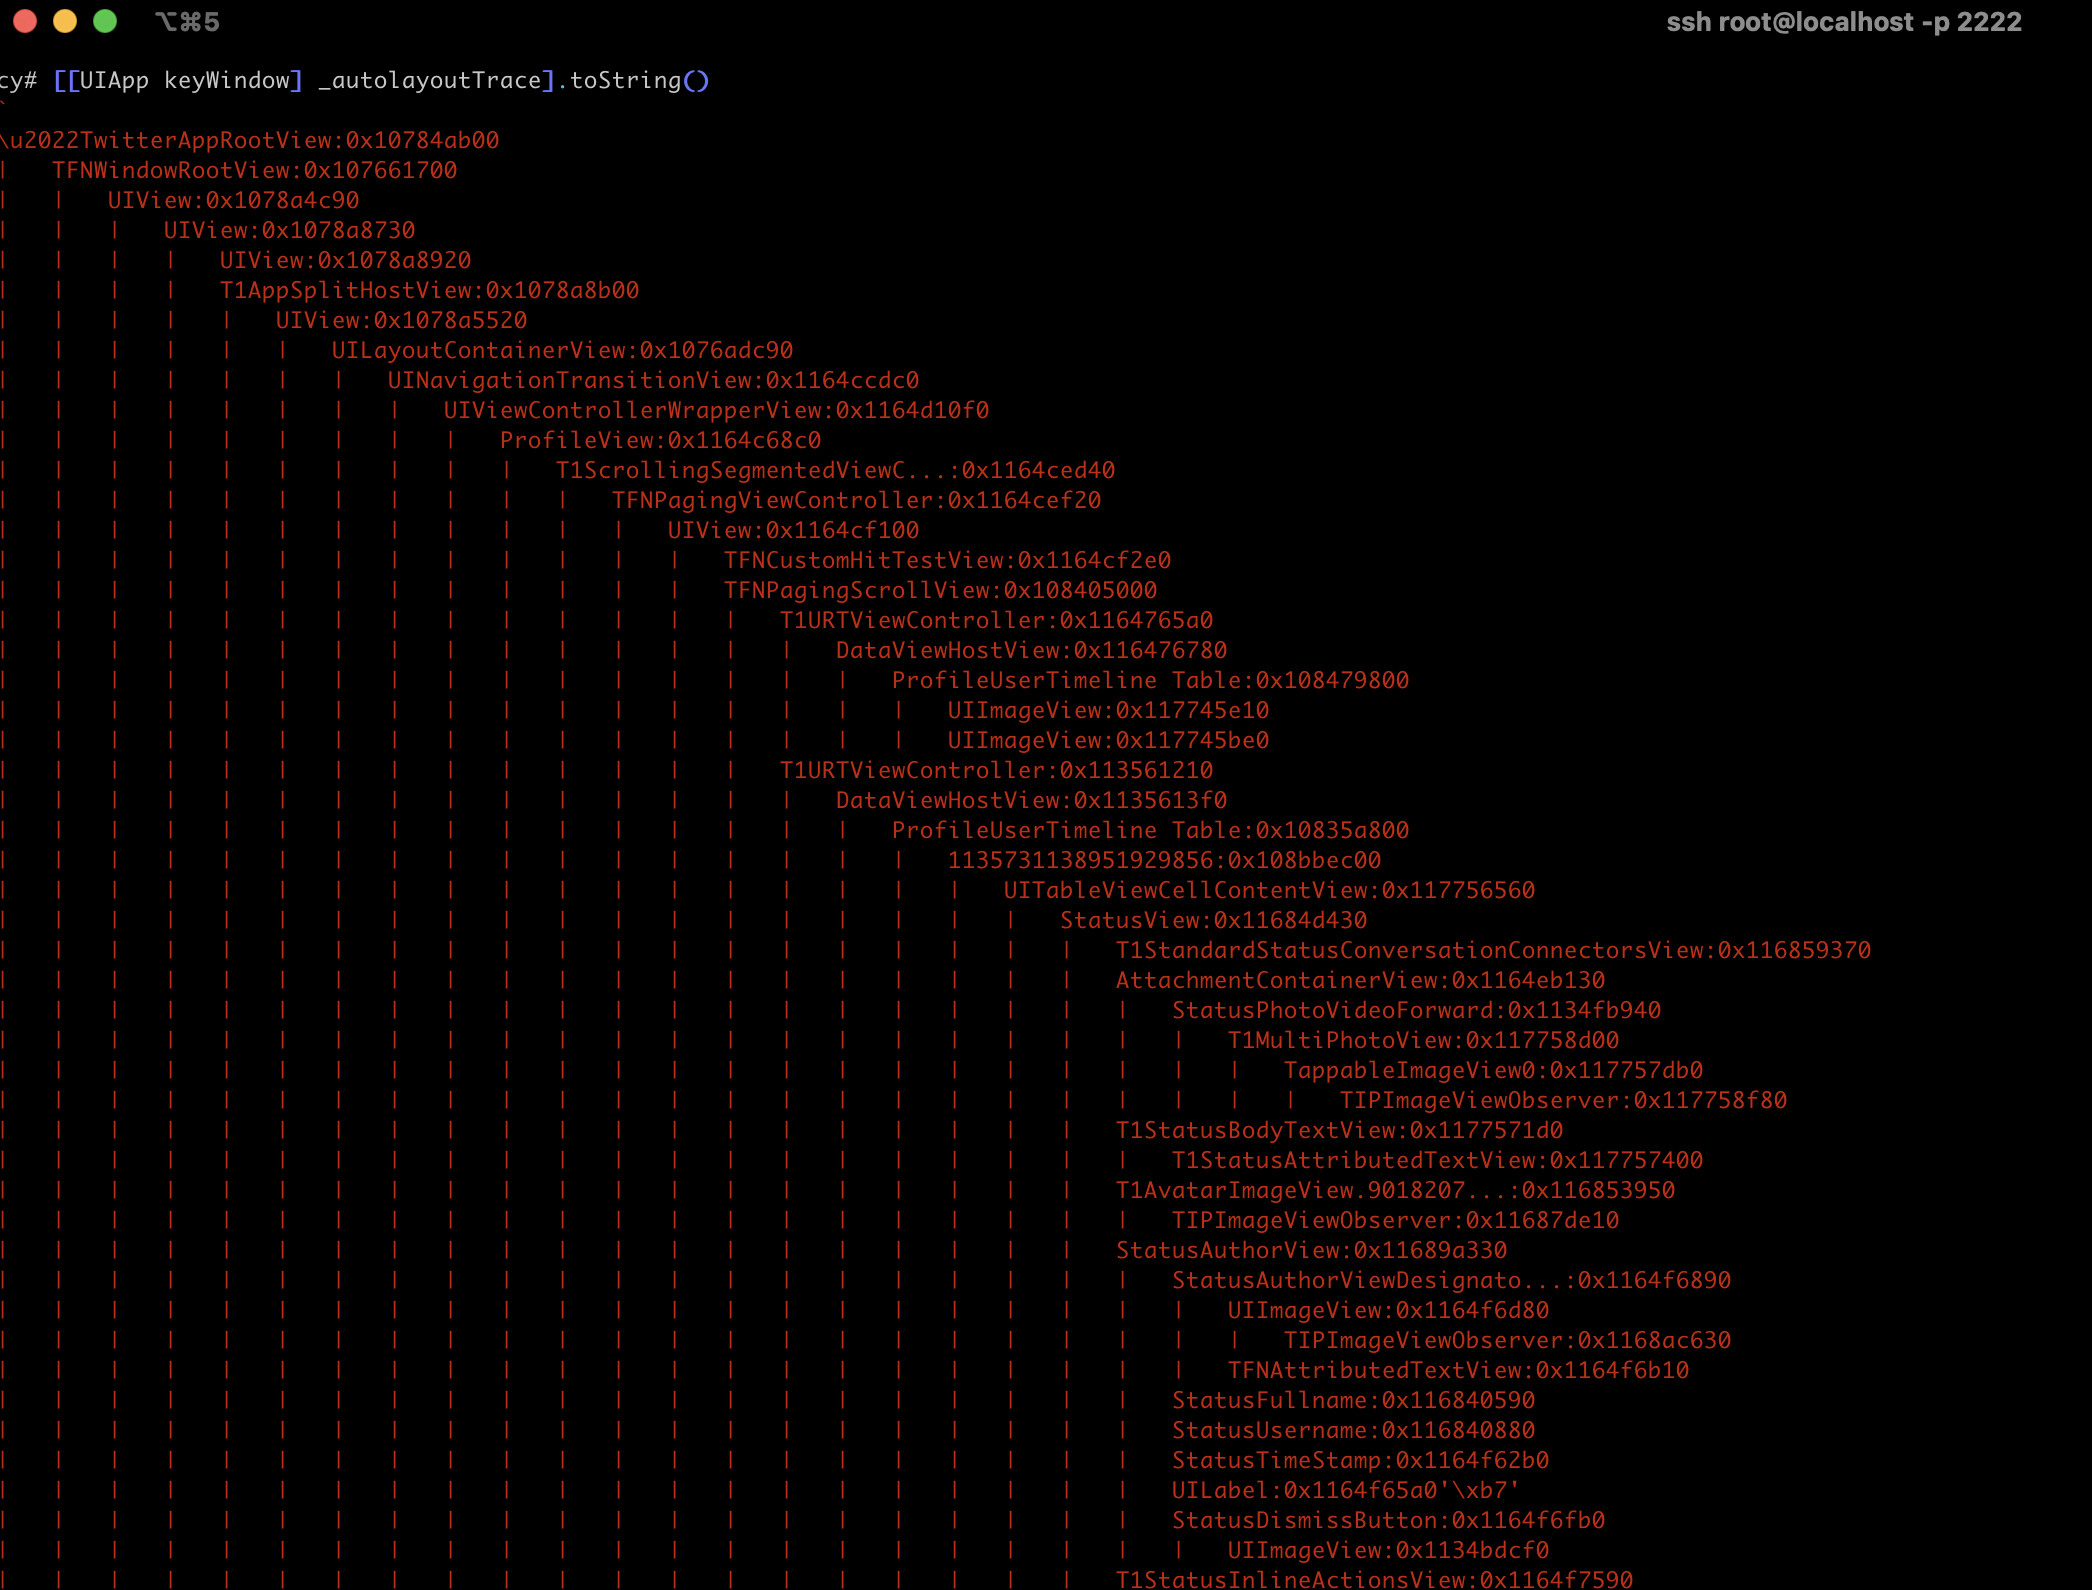 ⌥⌘5
ssh root@localhost -p 2222
cy# [[UIApp keyWindow] _autolayoutTrace].toString()
`
\u2022TwitterAppRootView:0x10784ab00
|   TFNWindowRootView:0x107661700
|   |   UIView:0x1078a4c90
|   |   |   UIView:0x1078a8730
|   |   |   |   UIView:0x1078a8920
|   |   |   |   T1AppSplitHostView:0x1078a8b00
|   |   |   |   |   UIView:0x1078a5520
|   |   |   |   |   |   UILayoutContainerView:0x1076adc90
|   |   |   |   |   |   |   UINavigationTransitionView:0x1164ccdc0
|   |   |   |   |   |   |   |   UIViewControllerWrapperView:0x1164d10f0
|   |   |   |   |   |   |   |   |   ProfileView:0x1164c68c0
|   |   |   |   |   |   |   |   |   |   T1ScrollingSegmentedViewC...:0x1164ced40
|   |   |   |   |   |   |   |   |   |   |   TFNPagingViewController:0x1164cef20
|   |   |   |   |   |   |   |   |   |   |   |   UIView:0x1164cf100
|   |   |   |   |   |   |   |   |   |   |   |   |   TFNCustomHitTestView:0x1164cf2e0
|   |   |   |   |   |   |   |   |   |   |   |   |   TFNPagingScrollView:0x108405000
|   |   |   |   |   |   |   |   |   |   |   |   |   |   T1URTViewController:0x1164765a0
|   |   |   |   |   |   |   |   |   |   |   |   |   |   |   DataViewHostView:0x116476780
|   |   |   |   |   |   |   |   |   |   |   |   |   |   |   |   ProfileUserTimeline Table:0x108479800
|   |   |   |   |   |   |   |   |   |   |   |   |   |   |   |   |   UIImageView:0x117745e10
|   |   |   |   |   |   |   |   |   |   |   |   |   |   |   |   |   UIImageView:0x117745be0
|   |   |   |   |   |   |   |   |   |   |   |   |   |   T1URTViewController:0x113561210
|   |   |   |   |   |   |   |   |   |   |   |   |   |   |   DataViewHostView:0x1135613f0
|   |   |   |   |   |   |   |   |   |   |   |   |   |   |   |   ProfileUserTimeline Table:0x10835a800
|   |   |   |   |   |   |   |   |   |   |   |   |   |   |   |   |   1135731138951929856:0x108bbec00
|   |   |   |   |   |   |   |   |   |   |   |   |   |   |   |   |   |   UITableViewCellContentView:0x117756560
|   |   |   |   |   |   |   |   |   |   |   |   |   |   |   |   |   |   |   StatusView:0x11684d430
|   |   |   |   |   |   |   |   |   |   |   |   |   |   |   |   |   |   |   |   T1StandardStatusConversationConnectorsView:0x116859370
|   |   |   |   |   |   |   |   |   |   |   |   |   |   |   |   |   |   |   |   AttachmentContainerView:0x1164eb130
|   |   |   |   |   |   |   |   |   |   |   |   |   |   |   |   |   |   |   |   |   StatusPhotoVideoForward:0x1134fb940
|   |   |   |   |   |   |   |   |   |   |   |   |   |   |   |   |   |   |   |   |   |   T1MultiPhotoView:0x117758d00
|   |   |   |   |   |   |   |   |   |   |   |   |   |   |   |   |   |   |   |   |   |   |   TappableImageView0:0x117757db0
|   |   |   |   |   |   |   |   |   |   |   |   |   |   |   |   |   |   |   |   |   |   |   |   TIPImageViewObserver:0x117758f80
|   |   |   |   |   |   |   |   |   |   |   |   |   |   |   |   |   |   |   |   T1StatusBodyTextView:0x1177571d0
|   |   |   |   |   |   |   |   |   |   |   |   |   |   |   |   |   |   |   |   |   T1StatusAttributedTextView:0x117757400
|   |   |   |   |   |   |   |   |   |   |   |   |   |   |   |   |   |   |   |   T1AvatarImageView.9018207...:0x116853950
|   |   |   |   |   |   |   |   |   |   |   |   |   |   |   |   |   |   |   |   |   TIPImageViewObserver:0x11687de10
|   |   |   |   |   |   |   |   |   |   |   |   |   |   |   |   |   |   |   |   StatusAuthorView:0x11689a330
|   |   |   |   |   |   |   |   |   |   |   |   |   |   |   |   |   |   |   |   |   StatusAuthorViewDesignato...:0x1164f6890
|   |   |   |   |   |   |   |   |   |   |   |   |   |   |   |   |   |   |   |   |   |   UIImageView:0x1164f6d80
|   |   |   |   |   |   |   |   |   |   |   |   |   |   |   |   |   |   |   |   |   |   |   TIPImageViewObserver:0x1168ac630
|   |   |   |   |   |   |   |   |   |   |   |   |   |   |   |   |   |   |   |   |   |   TFNAttributedTextView:0x1164f6b10
|   |   |   |   |   |   |   |   |   |   |   |   |   |   |   |   |   |   |   |   |   StatusFullname:0x116840590
|   |   |   |   |   |   |   |   |   |   |   |   |   |   |   |   |   |   |   |   |   StatusUsername:0x116840880
|   |   |   |   |   |   |   |   |   |   |   |   |   |   |   |   |   |   |   |   |   StatusTimeStamp:0x1164f62b0
|   |   |   |   |   |   |   |   |   |   |   |   |   |   |   |   |   |   |   |   |   UILabel:0x1164f65a0'\xb7'
|   |   |   |   |   |   |   |   |   |   |   |   |   |   |   |   |   |   |   |   |   StatusDismissButton:0x1164f6fb0
|   |   |   |   |   |   |   |   |   |   |   |   |   |   |   |   |   |   |   |   |   |   UIImageView:0x1134bdcf0
|   |   |   |   |   |   |   |   |   |   |   |   |   |   |   |   |   |   |   |   T1StatusInlineActionsView:0x1164f7590